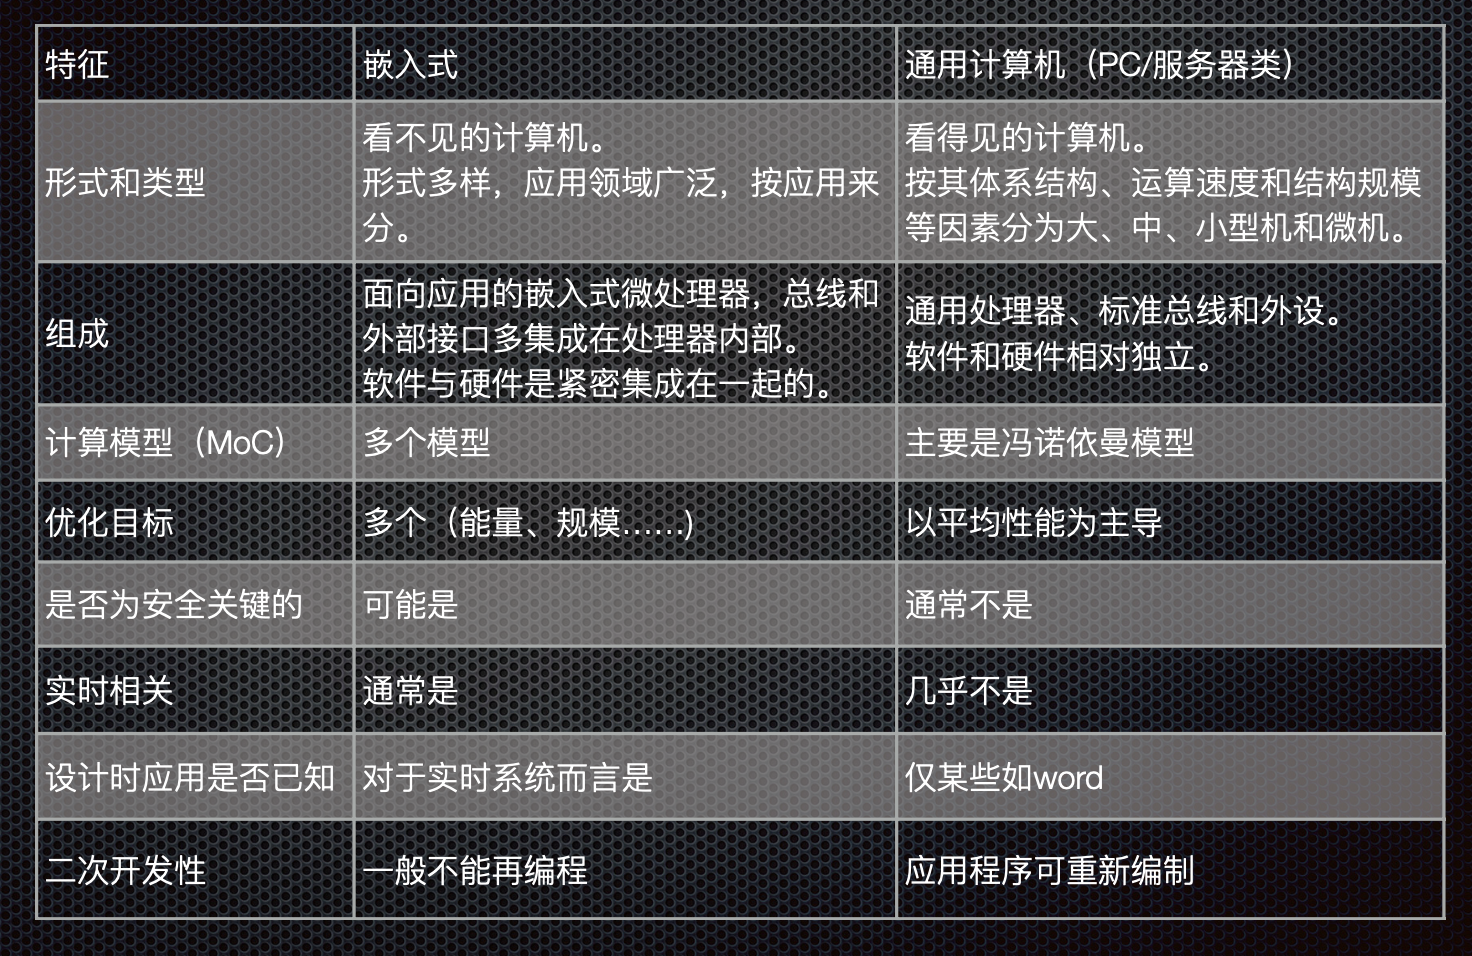 特征
嵌入式
通用计算机（PC/服务器类）
形式和类型
看不见的计算机。
形式多样，应用领域广泛，按应用来
分。
看得见的计算机。
按其体系结构、运算速度和结构规模
等因素分为大、中、小型机和微机。
组成
面向应用的嵌入式微处理器，总线和
外部接口多集成在处理器内部。
软件与硬件是紧密集成在一起的。
通用处理器、标准总线和外设。
软件和硬件相对独立。
计算模型（MoC）
多个模型
主要是冯诺依曼模型
优化目标
多个（能量、规模……)
以平均性能为主导
是否为安全关键的
可能是
通常不是
实时相关
通常是
几乎不是
设计时应用是否已知
对于实时系统而言是
仅某些如word
二次开发性
一般不能再编程
应用程序可重新编制